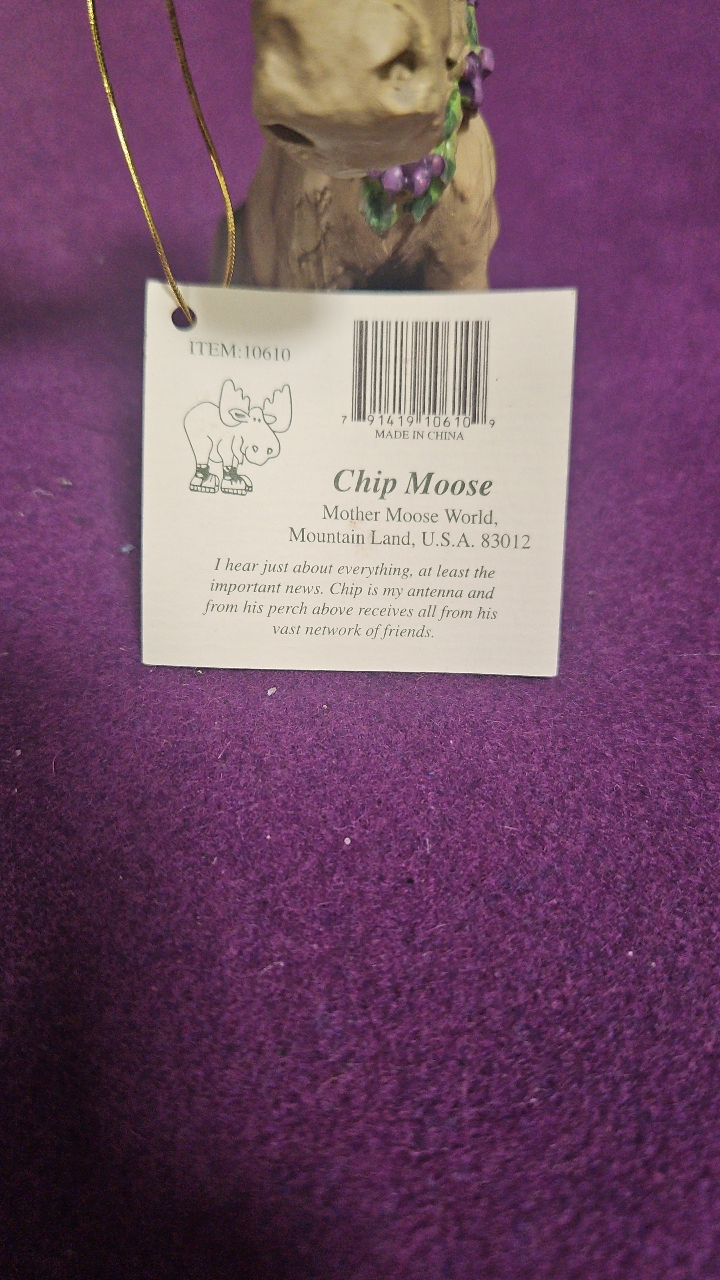 ITEM:10610
7 91419 10610 9
MADE IN CHINA
Chip Moose
Mother Moose World,
Mountain Land, U.S.A. 83012
I hear just about everything, at least the
important news. Chip is my antenna and
from his perch above receives all from his
vast network of friends.